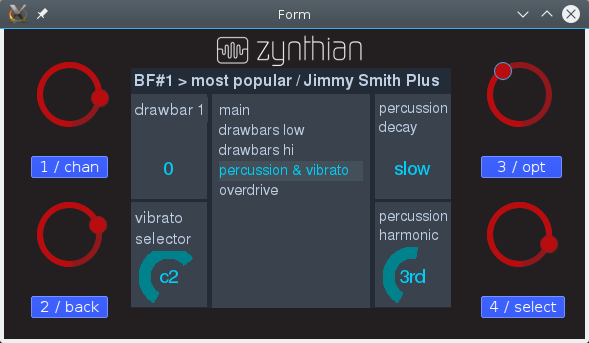 Form
zynthian
BF#1 > most popular / Jimmy Smith Plus
drawbar 1
0
main
drawbars low
drawbars hi
percussion & vibrato
overdrive
percussion
decay
slow
vibrato
selector
c2
percussion
harmonic
3rd
1 / chan
2 / back
3 / opt
4 / select